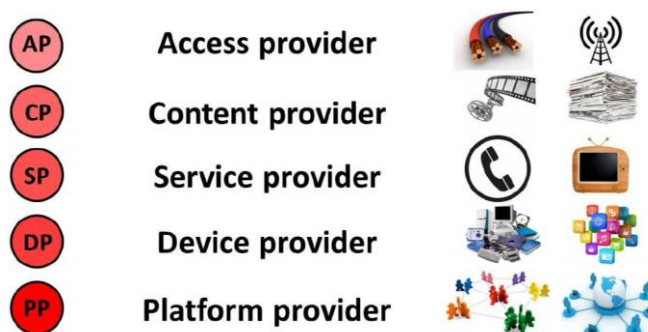 AP Access provider
CP Content provider
SP Service provider
DP Device provider
PP Platform provider